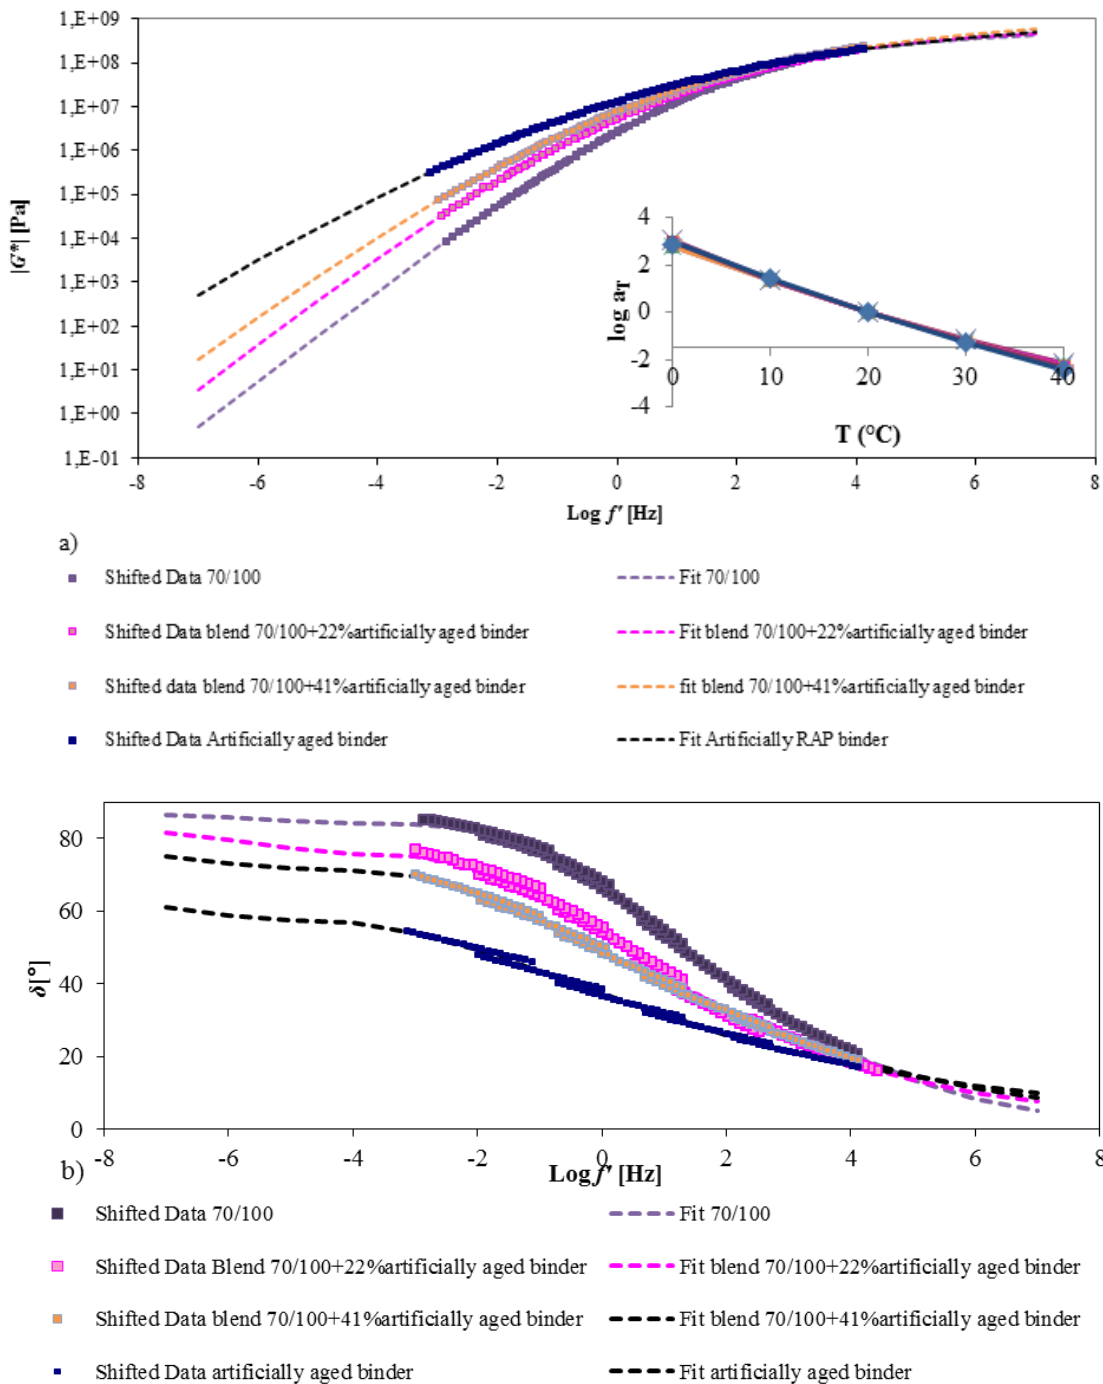 1,E+09
1,E+08
1,E+07
1,E+06
1,E+05
1,E+04
1,E+03
1,E+02
1,E+01
1,E+00
1,E-01
|G*| [Pa]
-8 -6 -4 -2 0 2 4 6 8
Log f' [Hz]
4
2
0
-2
-4
log aT
0 10 20 30 40
T (°C)
a)
Shifted Data 70/100 Fit 70/100
Shifted Data blend 70/100+22%artificially aged binder Fit blend 70/100+22%artificially aged binder
Shifted data blend 70/100+41%artificially aged binder fit blend 70/100+41%artificially aged binder
Shifted Data Artificially aged binder Fit Artificially RAP binder
80
60
40
20
0
δ[°]
-8 -6 -4 -2 0 2 4 6 8
b) Log f' [Hz]
Shifted Data 70/100 Fit 70/100
Shifted Data Blend 70/100+22%artificially aged binder Fit blend 70/100+22%artificially aged binder
Shifted Data blend 70/100+41%artificially aged binder Fit blend 70/100+41%artificially aged binder
Shifted Data artificially aged binder Fit artificially aged binder